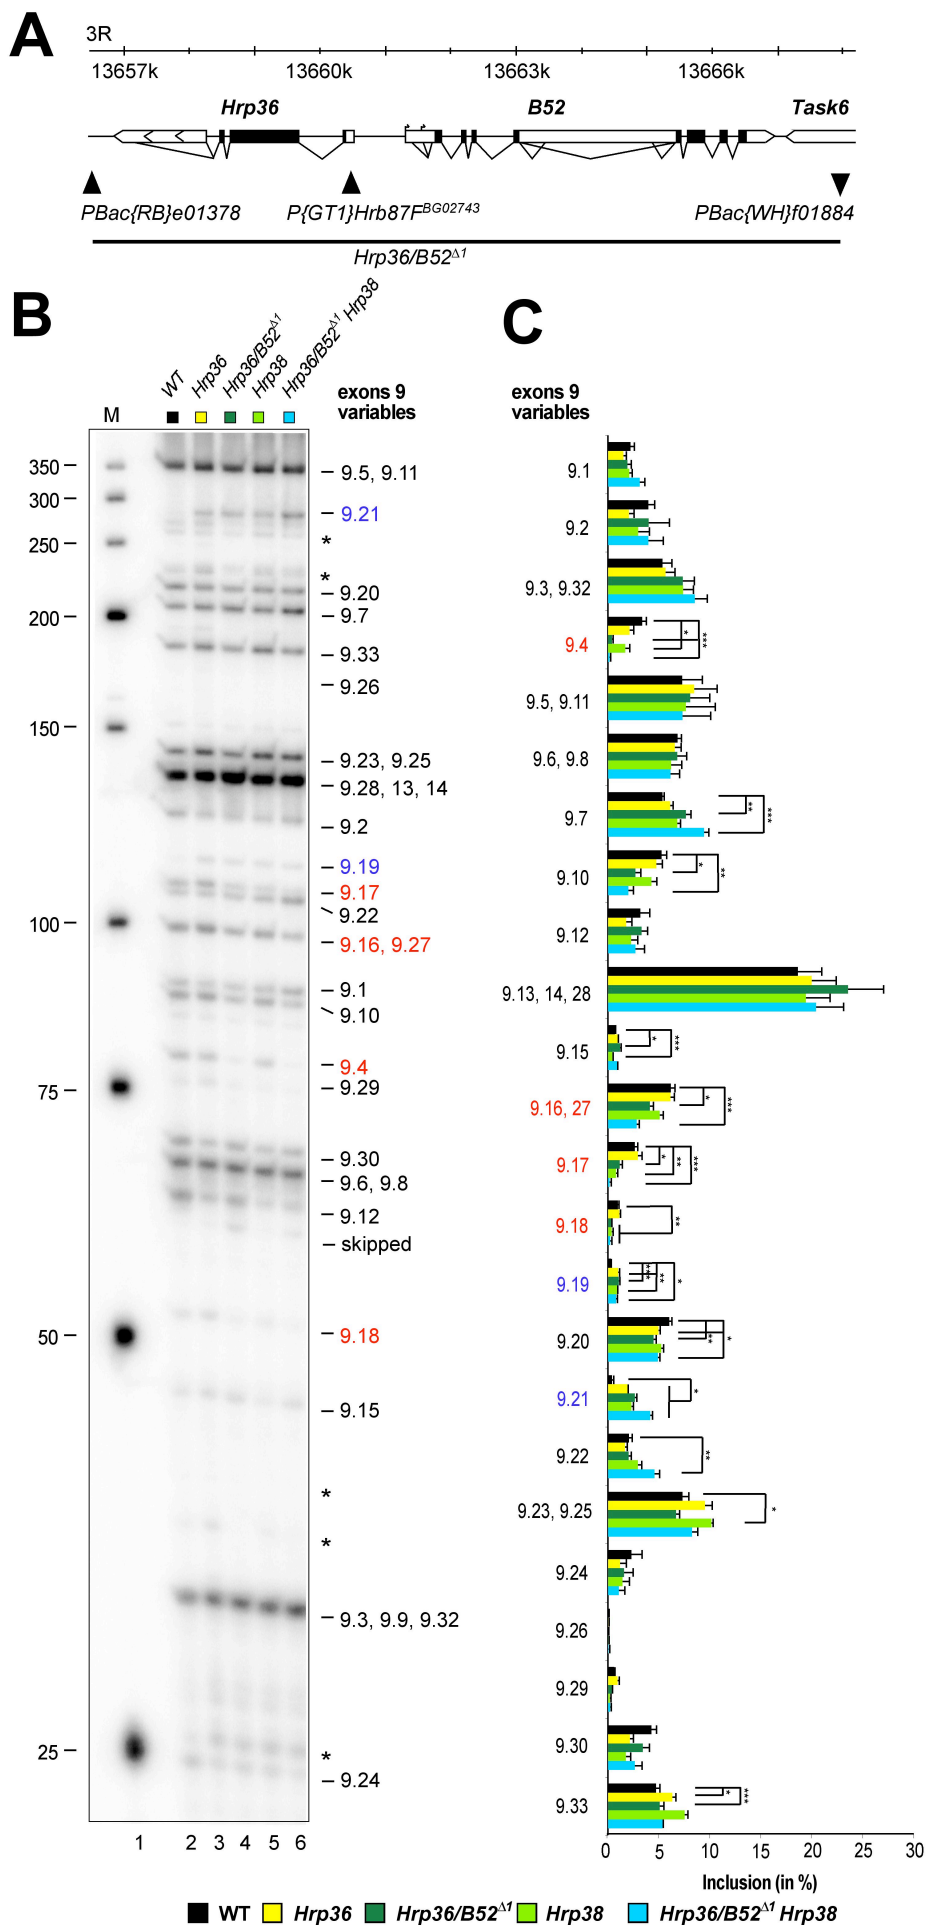 A
3R
13657k 13660k 13663k 13666k
Hrp36 B52 Task6
PBac{RB}e01378 P{GT1}Hrb87F^BG02743 PBac{WH}f01884
Hrp36/B52^Δ1
B
WT
Hrp36
Hrp36/B52^Δ1
Hrp38
Hrp36/B52^Δ1 Hrp38
M
exons 9
variables
350
300
250
200
150
100
75
50
25
9.5, 9.11
9.21
*
*
9.20
9.7
9.33
9.26
9.23, 9.25
9.28, 13, 14
9.2
9.19
9.17
9.22
9.16, 9.27
9.1
9.10
9.4
9.29
9.30
9.6, 9.8
9.12
skipped
9.18
9.15
*
*
9.3, 9.9, 9.32
*
9.24
1 2 3 4 5 6
C
exons 9
variables
9.1
9.2
9.3, 9.32
9.4 * ***
9.5, 9.11
9.6, 9.8
9.7 ** ***
9.10 * **
9.12
9.13, 14, 28
9.15 * ***
9.16, 27 * ***
9.17 * ** ***
9.18 **
9.19 *** ** *
9.20 ** *
9.21 *
9.22 **
9.23, 9.25 *
9.24
9.26
9.29
9.30
9.33 * ***
0 5 10 15 20 25 30
Inclusion (in %)
WT Hrp36 Hrp36/B52^Δ1 Hrp38 Hrp36/B52^Δ1 Hrp38